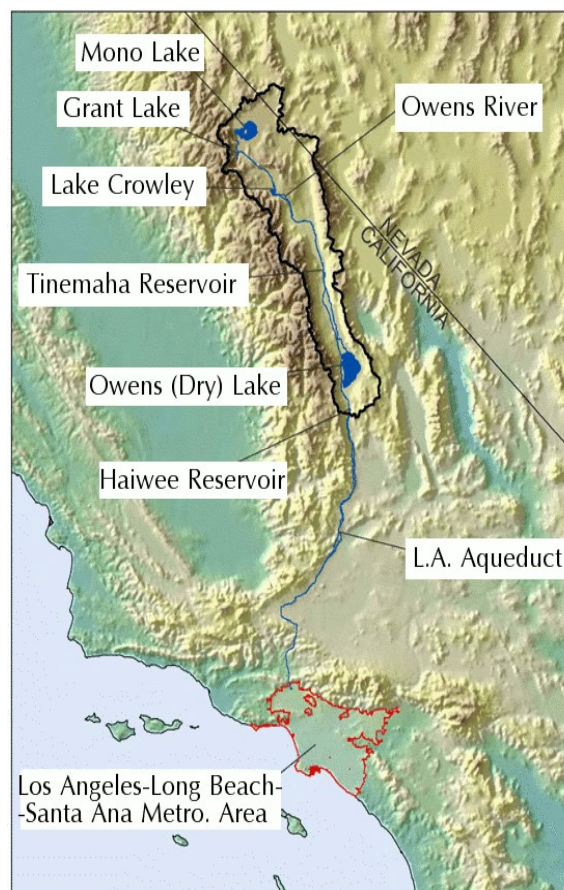 Mono Lake
Grant Lake
Owens River
Lake Crowley
NEVADA
CALIFORNIA
Tinemaha Reservoir
Owens (Dry) Lake
Haiwee Reservoir
L.A. Aqueduct
Los Angeles-Long Beach-
-Santa Ana Metro. Area